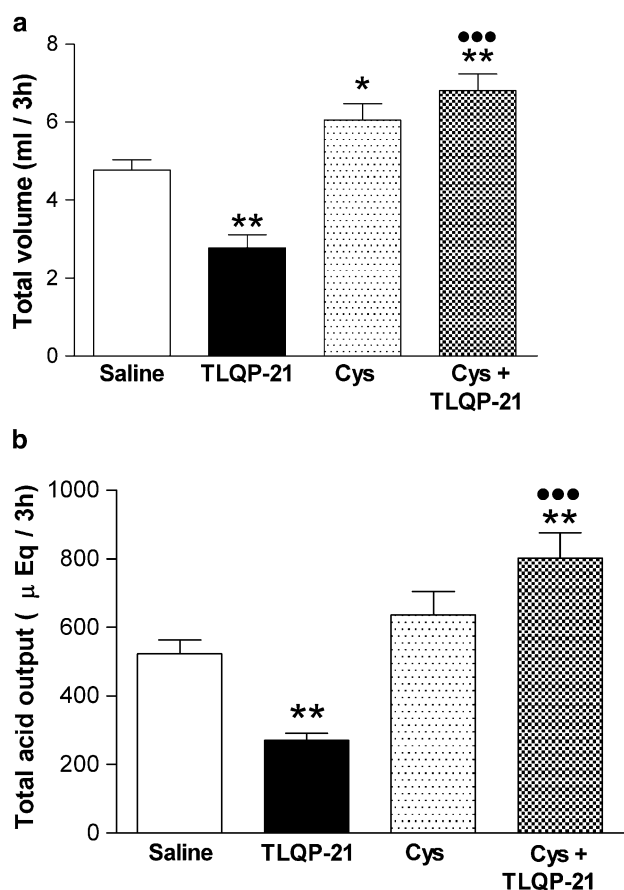 a
Total volume (ml / 3h)
8
6
4
2
0
**
*
●●●
**
Saline
TLQP-21
Cys
Cys +
TLQP-21
b
Total acid output ( μ Eq / 3h)
1000
800
600
400
200
0
**
●●●
**
Saline
TLQP-21
Cys
Cys +
TLQP-21